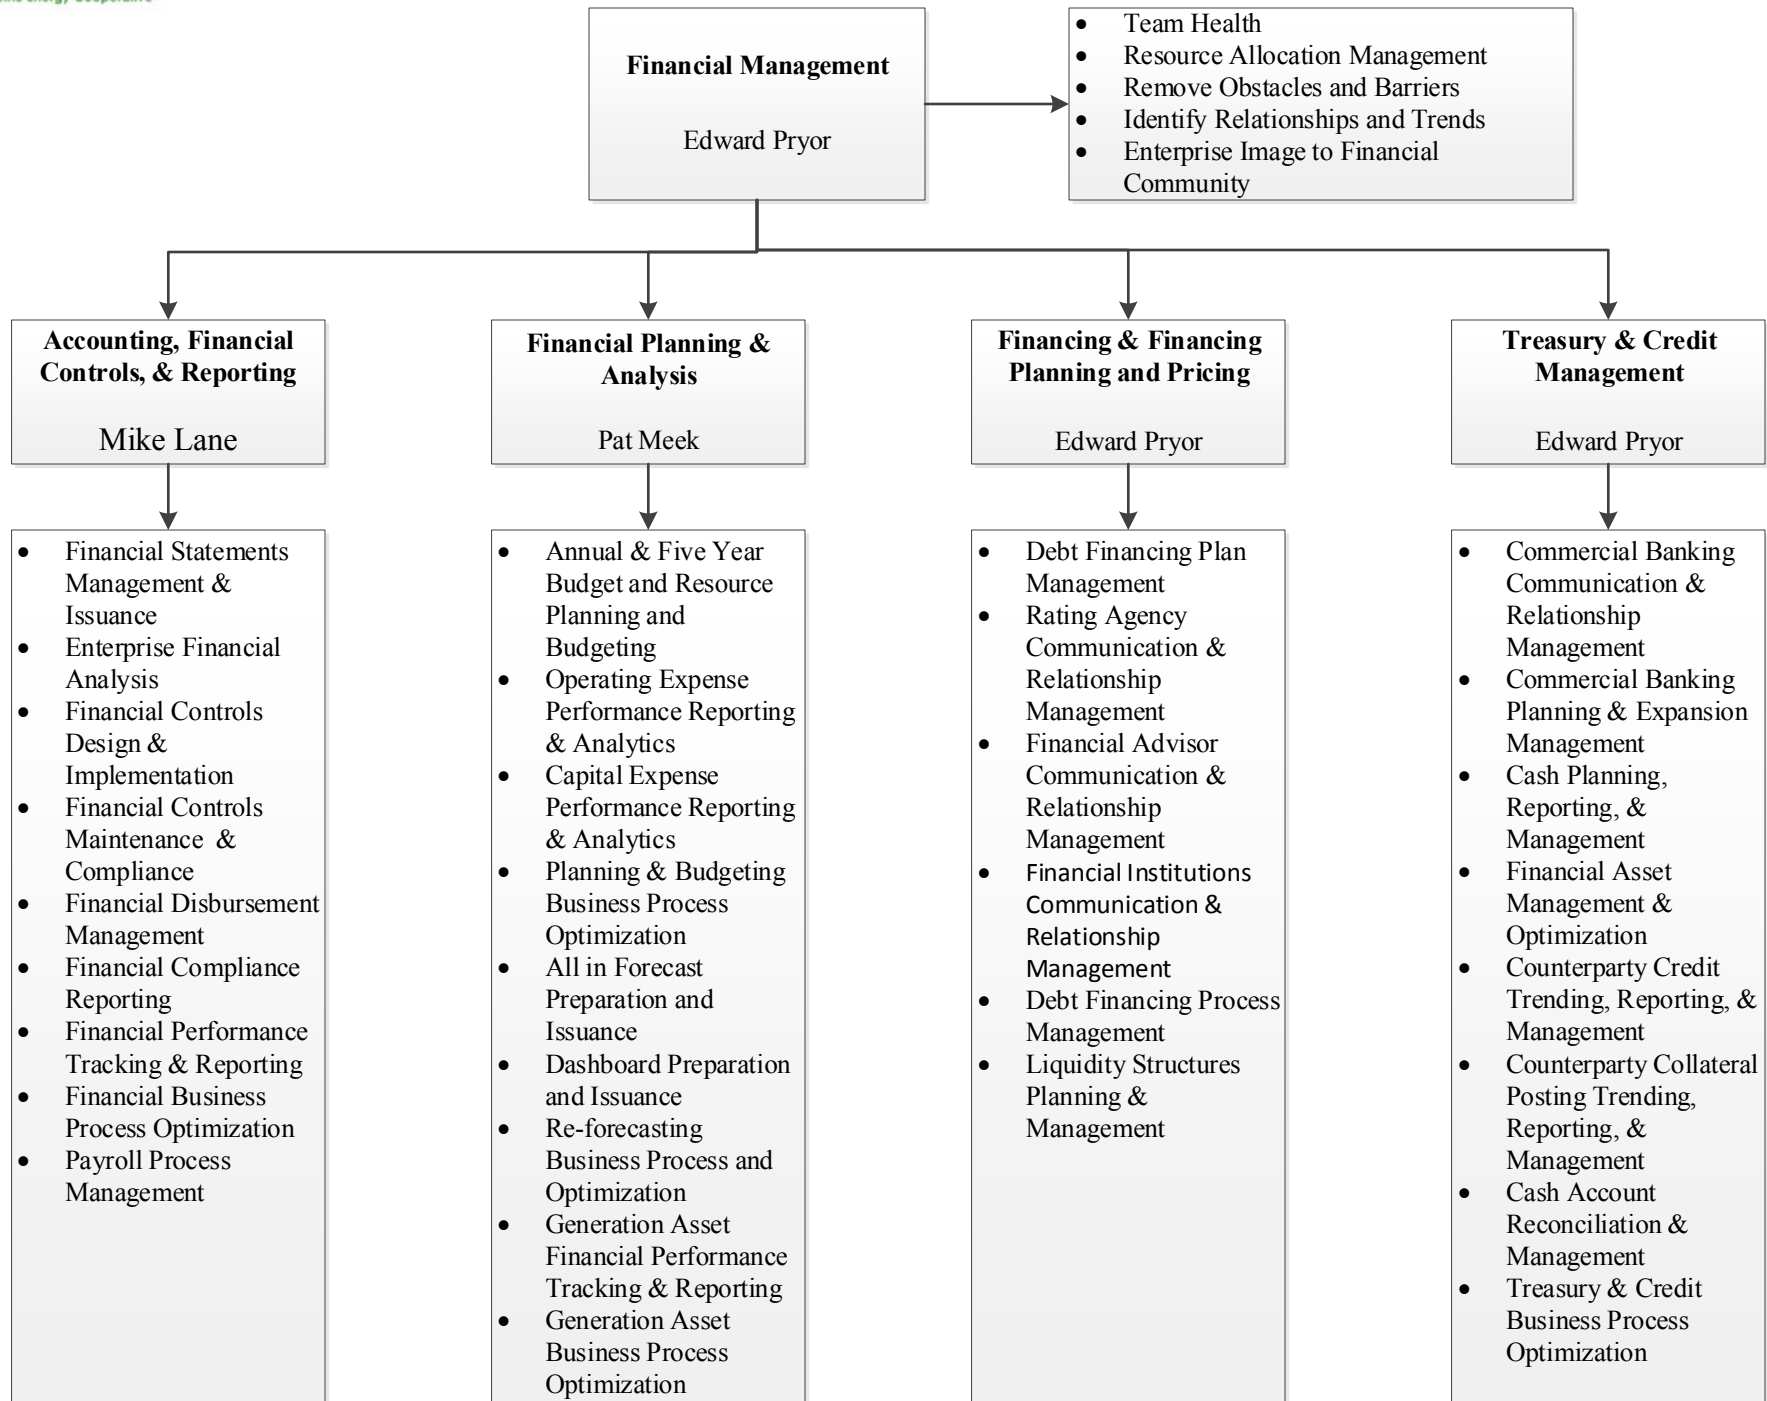 Energy Cooperative
Financial Management
Edward Pryor
• Team Health
• Resource Allocation Management
• Remove Obstacles and Barriers
• Identify Relationships and Trends
• Enterprise Image to Financial
Community
Accounting, Financial
Controls, & Reporting
Mike Lane
Financial Planning &
Analysis
Pat Meek
Financing & Financing
Planning and Pricing
Edward Pryor
Treasury & Credit
Management
Edward Pryor
• Financial Statements
Management &
Issuance
• Enterprise Financial
Analysis
• Financial Controls
Design &
Implementation
• Financial Controls
Maintenance &
Compliance
• Financial Disbursement
Management
• Financial Compliance
Reporting
• Financial Performance
Tracking & Reporting
• Financial Business
Process Optimization
• Payroll Process
Management
• Annual & Five Year
Budget and Resource
Planning and
Budgeting
• Operating Expense
Performance Reporting
& Analytics
• Capital Expense
Performance Reporting
& Analytics
• Planning & Budgeting
Business Process
Optimization
• All in Forecast
Preparation and
Issuance
• Dashboard Preparation
and Issuance
• Re-forecasting
Business Process and
Optimization
• Generation Asset
Financial Performance
Tracking & Reporting
• Generation Asset
Business Process
Optimization
• Debt Financing Plan
Management
• Rating Agency
Communication &
Relationship
Management
• Financial Advisor
Communication &
Relationship
Management
• Financial Institutions
Communication &
Relationship
Management
• Debt Financing Process
Management
• Liquidity Structures
Planning &
Management
• Commercial Banking
Communication &
Relationship
Management
• Commercial Banking
Planning & Expansion
Management
• Cash Planning,
Reporting, &
Management
• Financial Asset
Management &
Optimization
• Counterparty Credit
Trending, Reporting, &
Management
• Counterparty Collateral
Posting Trending,
Reporting, &
Management
• Cash Account
Reconciliation &
Management
• Treasury & Credit
Business Process
Optimization